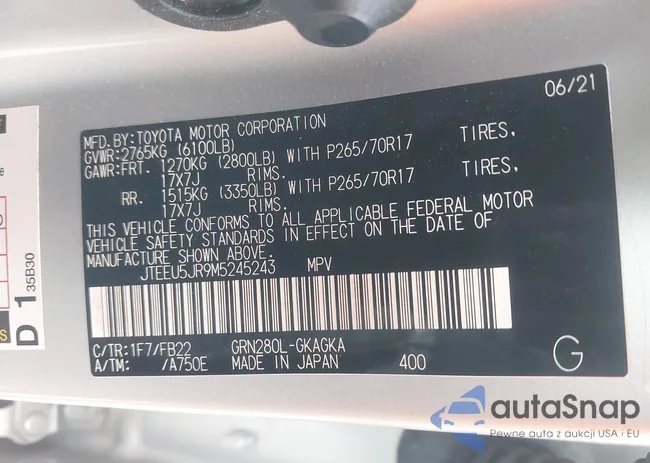 06/21
MFD.BY:TOYOTA MOTOR CORPORATION
GVWR:2765KG (6100LB)
GAWR:FRT. 1270KG (2800LB) WITH P265/70R17 TIRES,
17X7J RIMS.
RR. 1515KG (3350LB) WITH P265/70R17 TIRES,
17X7J RIMS.
THIS VEHICLE CONFORMS TO ALL APPLICABLE FEDERAL MOTOR
VEHICLE SAFETY STANDARDS IN EFFECT ON THE DATE OF
MANUFACTURE SHOWN ABOVE.
JTEEU5JR9M5245243 MPV
C/TR:1F7/FB22 GRN280L-GKAGKA
A/TM: /A750E MADE IN JAPAN 400
G
D 1 35B30
autaSnap
Pewne auta z aukcji USA i EU